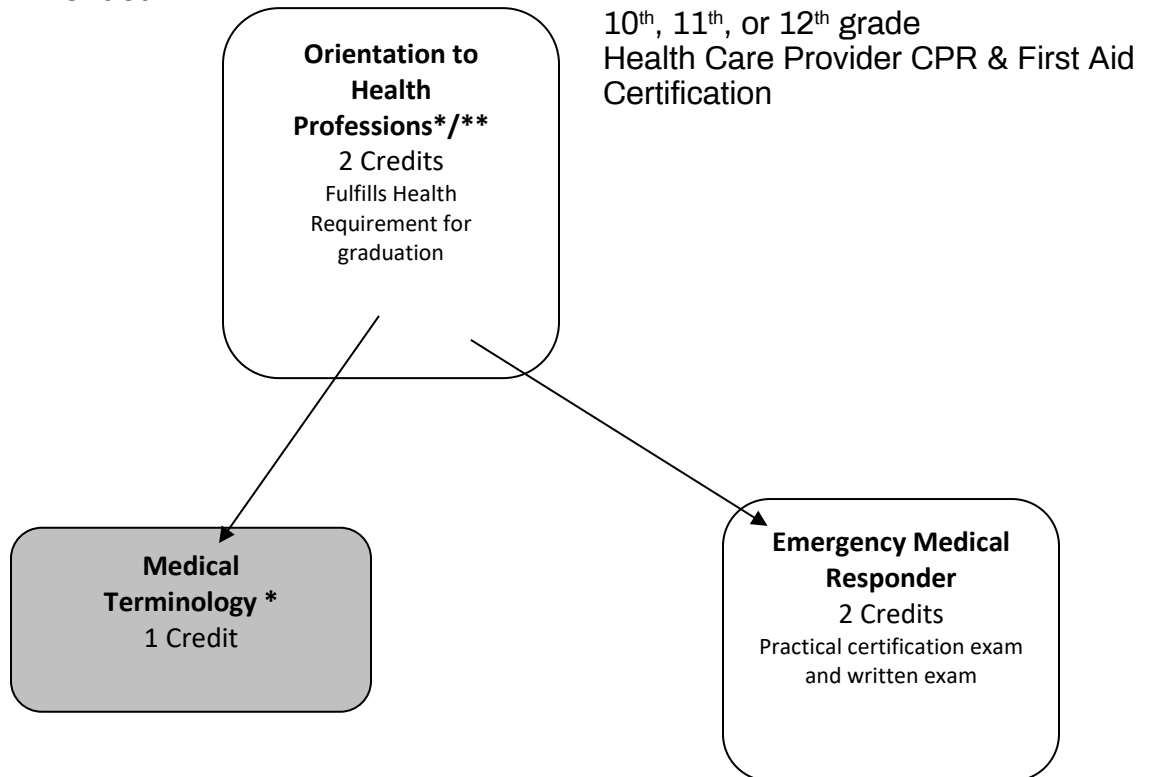 10th, 11th, or 12th grade
Health Care Provider CPR & First Aid
Certification
Orientation to
Health
Professions*/**
2 Credits
Fulfills Health
Requirement for
graduation
Medical
Terminology *
1 Credit
Emergency Medical
Responder
2 Credits
Practical certification exam
and written exam